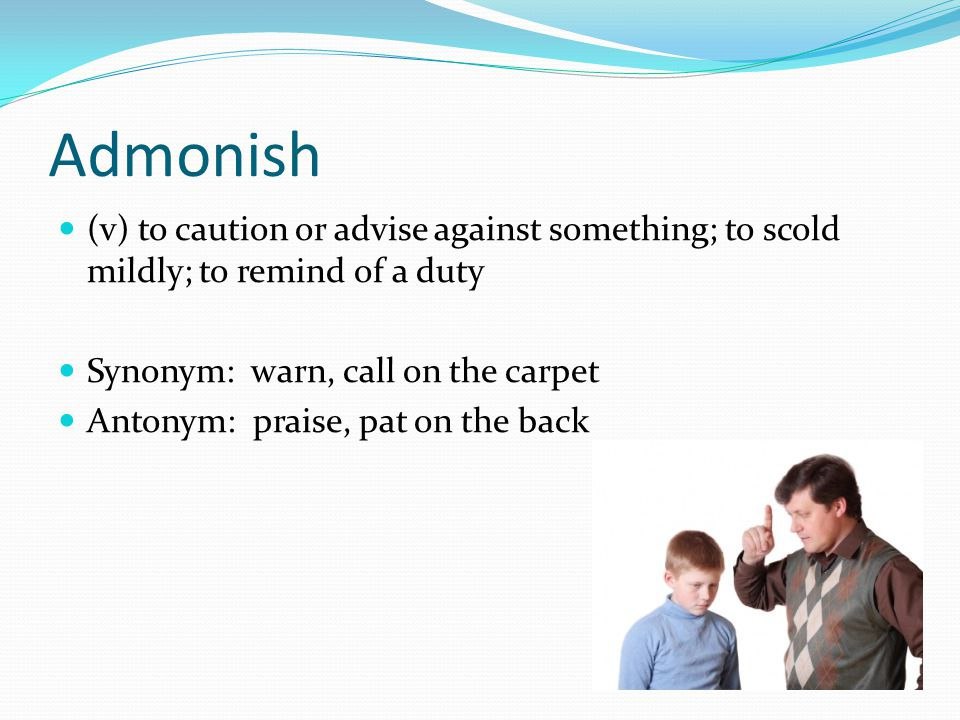 Admonish
(v) to caution or advise against something; to scold
mildly; to remind of a duty
Synonym:  warn, call on the carpet
Antonym:  praise, pat on the back